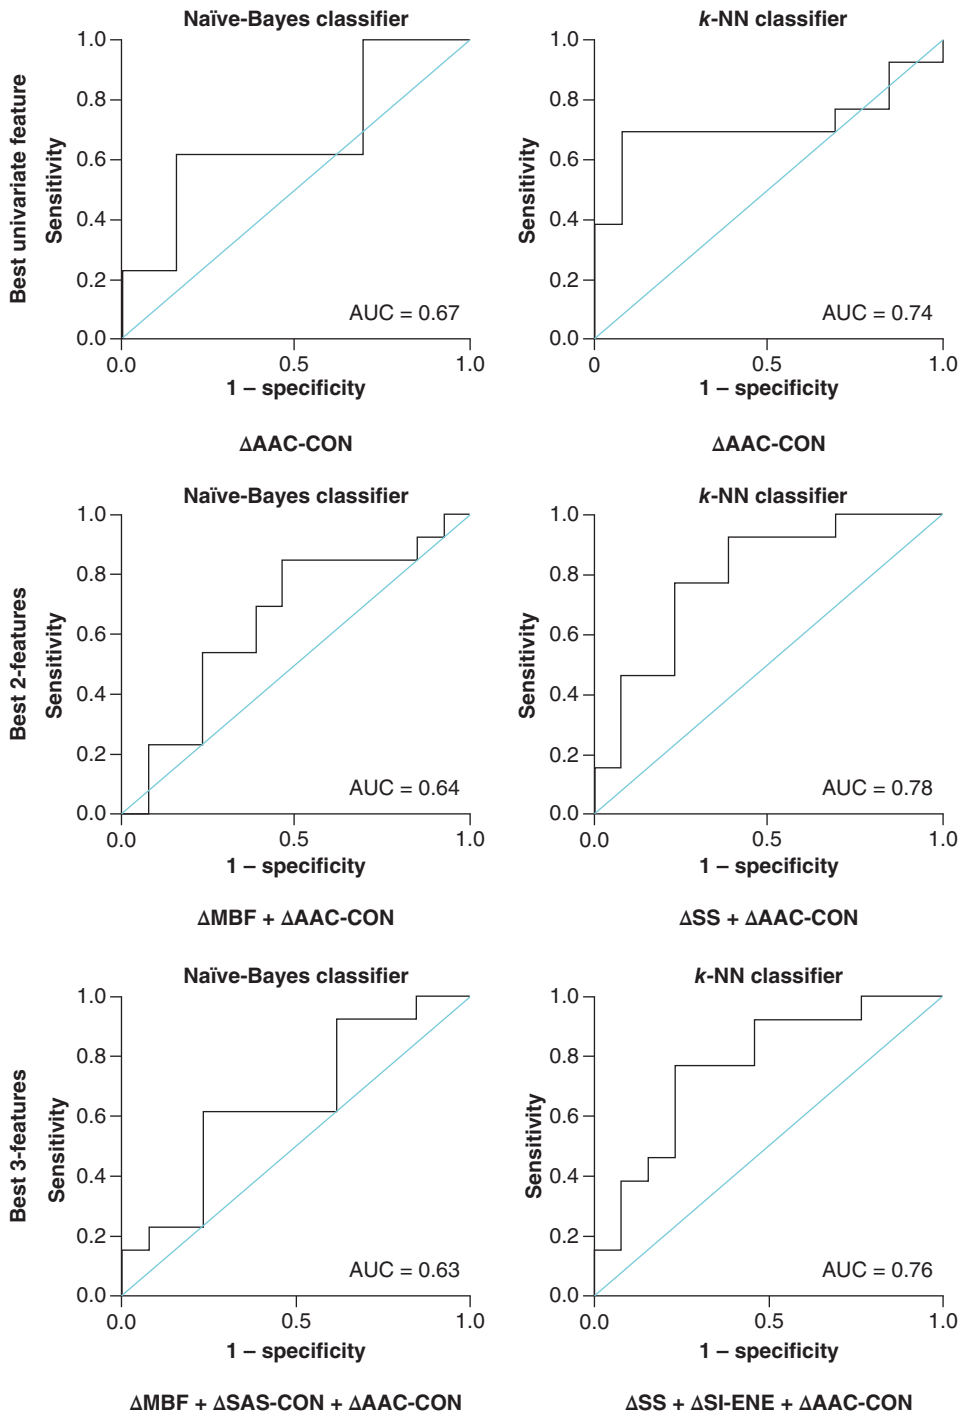 Best univariate feature
Naïve-Bayes classifier
Sensitivity
1.0
0.8
0.6
0.4
0.2
0.0
AUC = 0.67
0.0 0.5 1.0
1 – specificity
ΔAAC-CON
k-NN classifier
Sensitivity
1.0
0.8
0.6
0.4
0.2
0.0
AUC = 0.74
0 0.5 1.0
1 – specificity
ΔAAC-CON
Best 2-features
Naïve-Bayes classifier
Sensitivity
1.0
0.8
0.6
0.4
0.2
0.0
AUC = 0.64
0.0 0.5 1.0
1 – specificity
ΔMBF + ΔAAC-CON
k-NN classifier
Sensitivity
1.0
0.8
0.6
0.4
0.2
0.0
AUC = 0.78
0.0 0.5 1.0
1 – specificity
ΔSS + ΔAAC-CON
Best 3-features
Naïve-Bayes classifier
Sensitivity
1.0
0.8
0.6
0.4
0.2
0.0
AUC = 0.63
0.0 0.5 1.0
1 – specificity
ΔMBF + ΔSAS-CON + ΔAAC-CON
k-NN classifier
Sensitivity
1.0
0.8
0.6
0.4
0.2
0.0
AUC = 0.76
0.0 0.5 1.0
1 – specificity
ΔSS + ΔSI-ENE + ΔAAC-CON